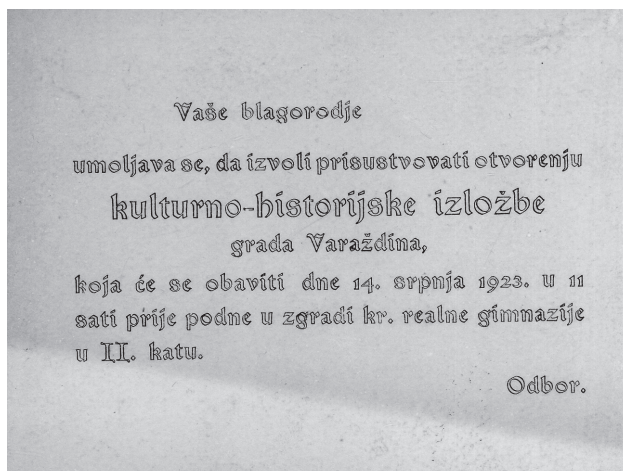 Vaše blagorodje
umoljava se, da izvoli prisustvovati otvorenju
kulturno-historijske izložbe
grada Varaždina,
koja će se obaviti dne 14. srpnja 1923. u 11
sati prije podne u zgradi kr. realne gimnazije
u II. katu.
Odbor.